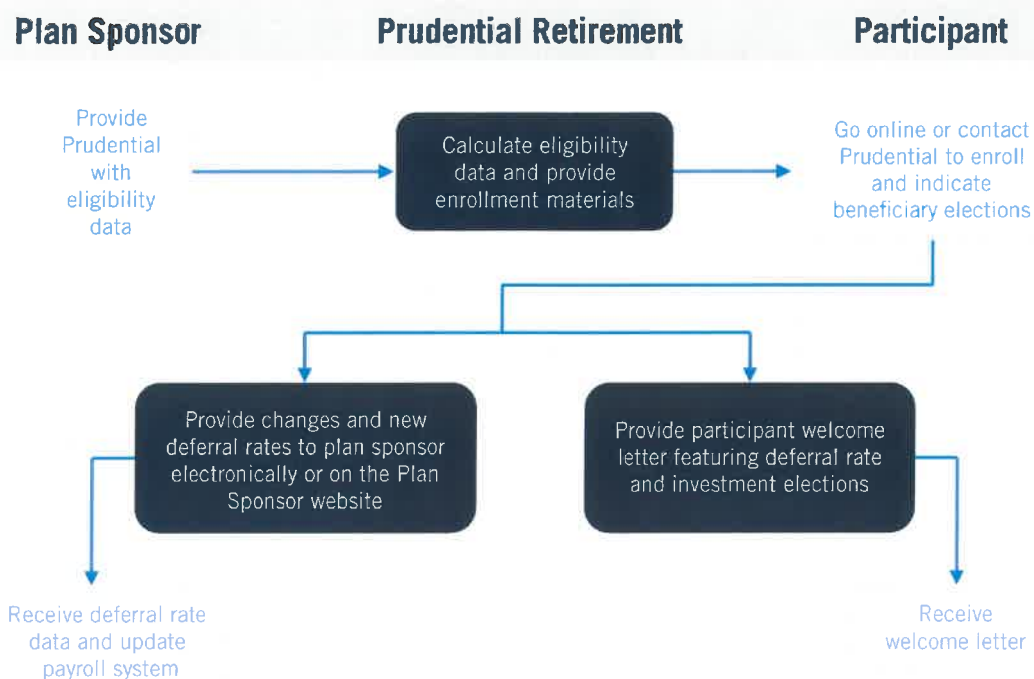 Plan Sponsor
Prudential Retirement
Participant
Provide
Prudential
with
eligibility
data
Calculate eligibility
data and provide
enrollment materials
Go online or contact
Prudential to enroll
and indicate
beneficiary elections
Provide changes and new
deferral rates to plan sponsor
electronically or on the Plan
Sponsor website
Provide participant welcome
letter featuring deferral rate
and investment elections
Receive deferral rate
data and update
payroll system
Receive
welcome letter